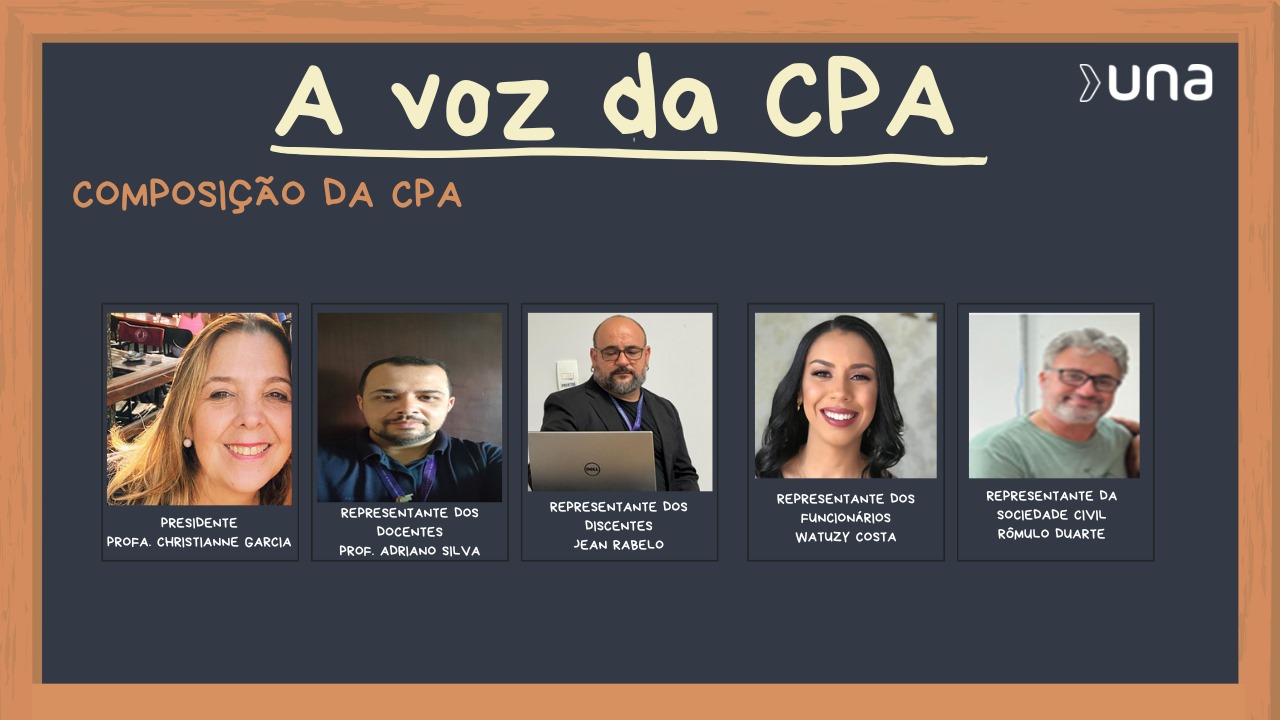 A voz da CPA
una
COMPOSIÇÃO DA CPA
PRESIDENTE
PROFA. CHRISTIANNE GARCIA
REPRESENTANTE DOS
DOCENTES
PROF. ADRIANO SILVA
REPRESENTANTE DOS
DISCENTES
JEAN RABELO
REPRESENTANTE DOS
FUNCIONÁRIOS
WATUZY COSTA
REPRESENTANTE DA
SOCIEDADE CIVIL
RÔMULO DUARTE
DELL